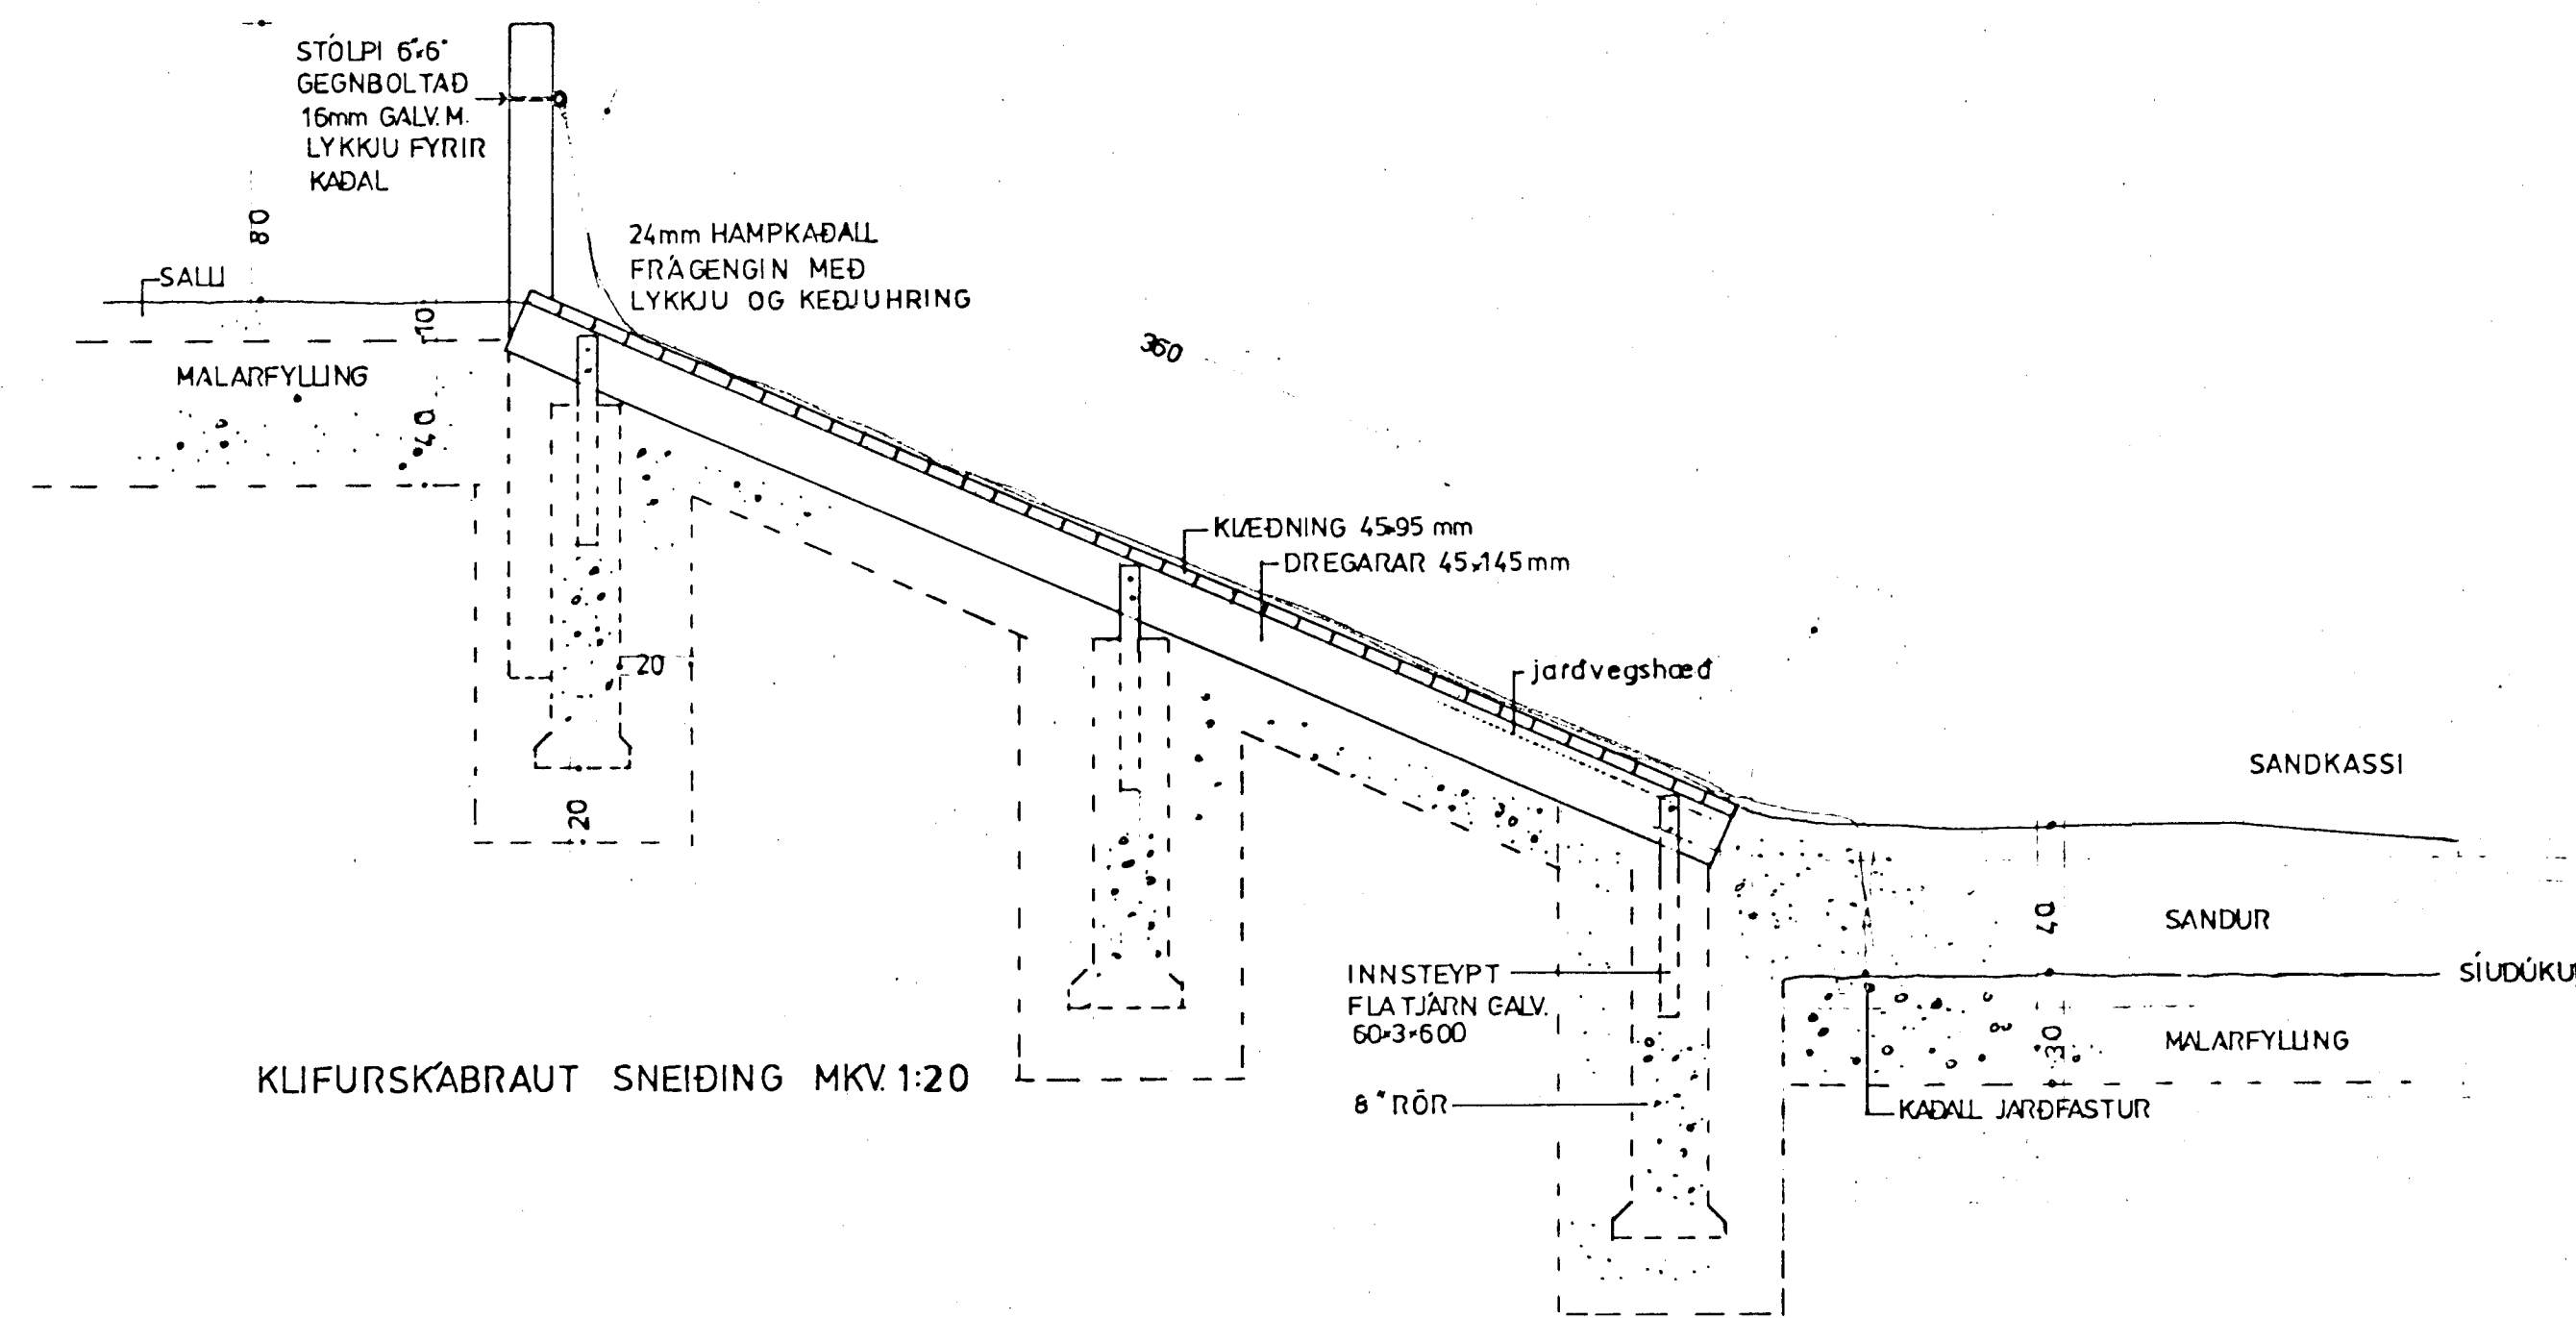 STÓLPI 6"x6"
GEGNBOLTAÐ
16mm GALV. M.
LYKKJU FYRIR
KAÐAL
80
SALLI
10
MALARFYLLING
40
24mm HAMPKAÐALL
FRÁGENGIN MEÐ
LYKKJU OG KEÐJUHRING
360
KLÆÐNING 45x95 mm
DREGARAR 45x145mm
jarðvegshæð
20
20
SANDKASSI
40
SANDUR
SÍUDÚKU
30
MALARFYLLING
KAÐALL JARÐFASTUR
INNSTEYPT
FLATJÁRN GALV.
60x3x600
8" RÖR
KLIFURSKÁBRAUT SNEIÐING MKV. 1:20